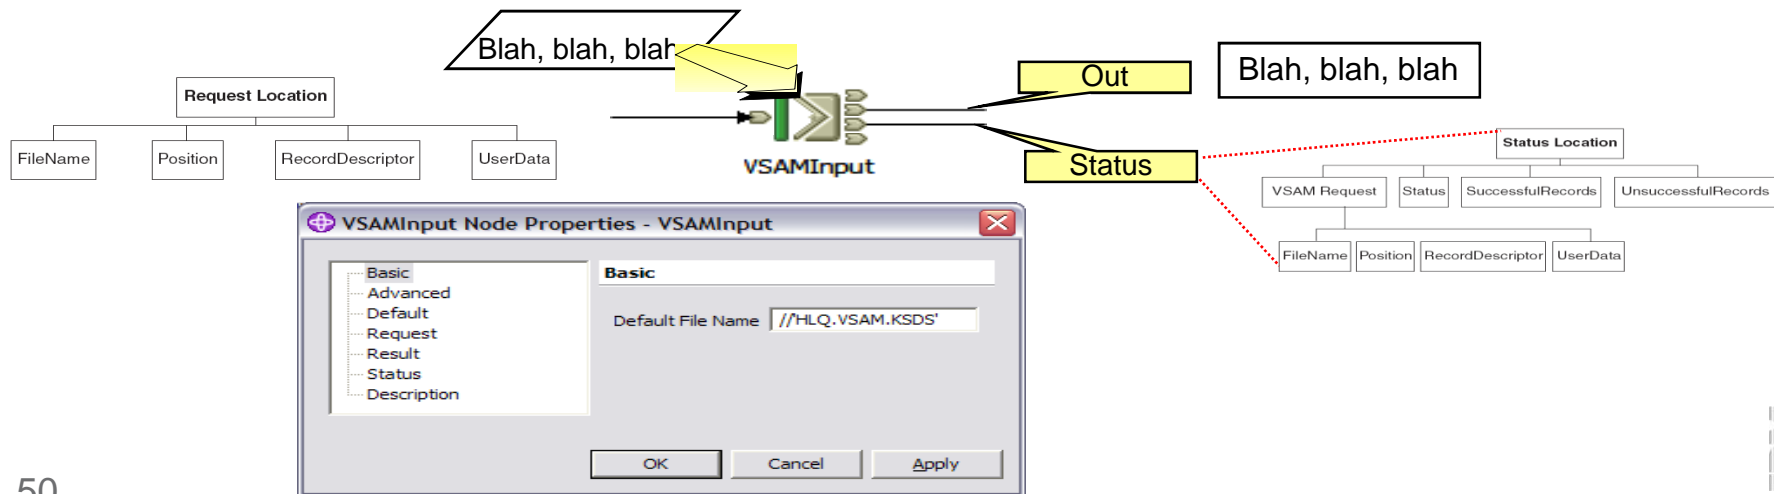 Blah, blah, blah
Request Location
FileName
Position
RecordDescriptor
UserData
VSAMInput
Out
Status
Blah, blah, blah
Status Location
VSAM Request
Status
SuccessfulRecords
UnsuccessfulRecords
FileName
Position
RecordDescriptor
UserData
VSAMInput Node Properties - VSAMInput
Basic
Advanced
Default
Request
Result
Status
Description
Basic
Default File Name //'HLQ.VSAM.KSDS'
OK
Cancel
Apply
50